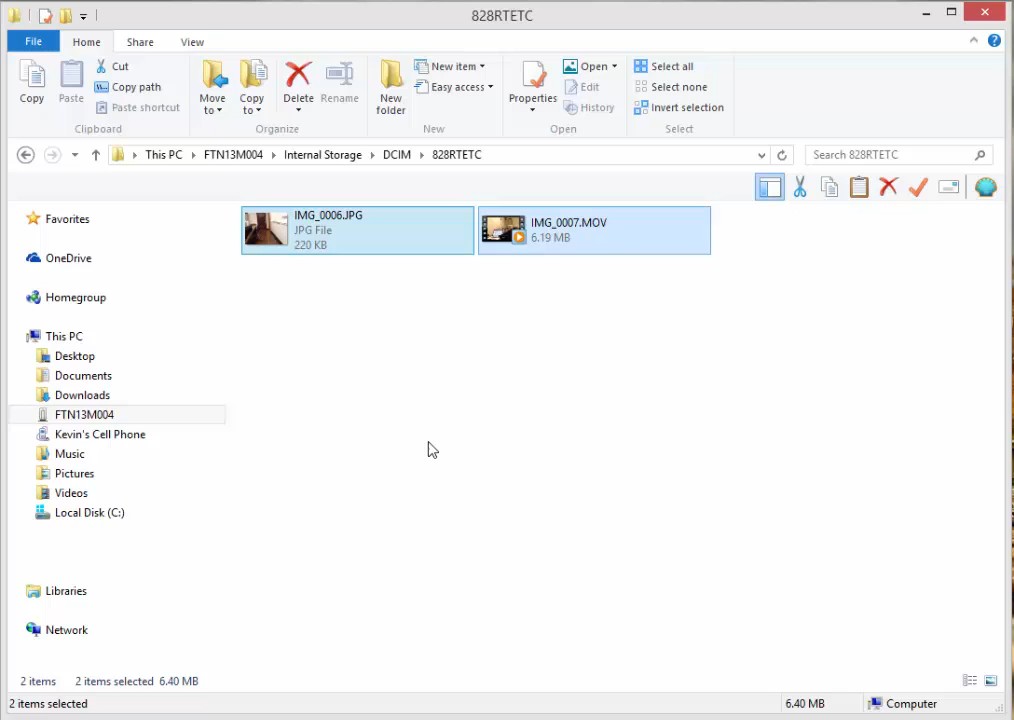 828RTETC
File Home Share View
Copy Paste Cut Copy path Paste shortcut
Clipboard
Move to Copy to Delete Rename
Organize
New folder New item Easy access
New
Properties Open Edit History
Open
Select all Select none Invert selection
Select
This PC FTN13M004 Internal Storage DCIM 828RTETC Search 828RTETC
Favorites
OneDrive
Homegroup
This PC
Desktop
Documents
Downloads
FTN13M004
Kevin's Cell Phone
Music
Pictures
Videos
Local Disk (C:)
Libraries
Network
IMG_0006.JPG
JPG File
220 KB
IMG_0007.MOV
6.19 MB
2 items 2 items selected 6.40 MB
2 items selected 6.40 MB Computer